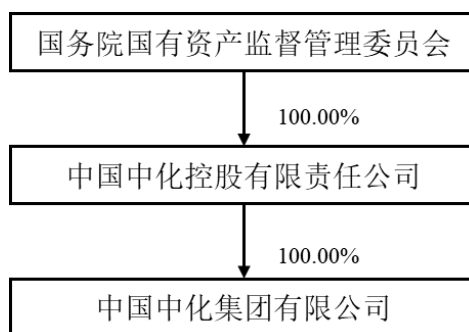 国务院国有资产监督管理委员会
100.00%
中国中化控股有限责任公司
100.00%
中国中化集团有限公司